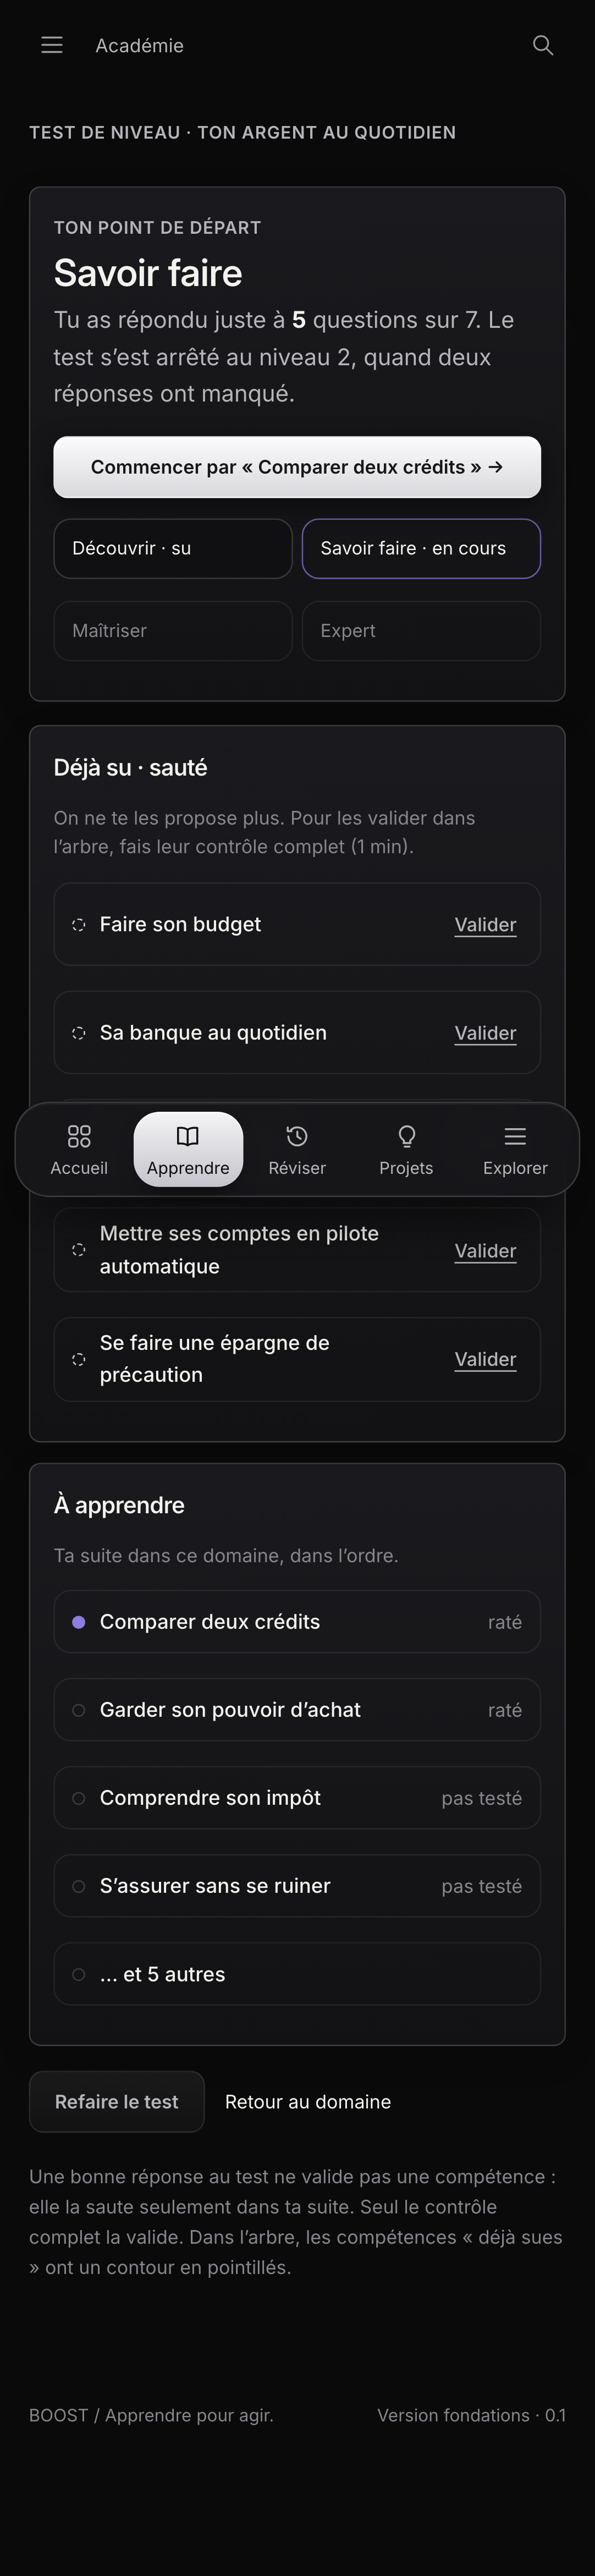 Académie
TEST DE NIVEAU · TON ARGENT AU QUOTIDIEN
TON POINT DE DÉPART
Savoir faire
Tu as répondu juste à 5 questions sur 7. Le
test s’est arrêté au niveau 2, quand deux
réponses ont manqué.
Commencer par « Comparer deux crédits » →
Découvrir · su
Savoir faire · en cours
Maîtriser
Expert
Déjà su · sauté
On ne te les propose plus. Pour les valider dans
l’arbre, fais leur contrôle complet (1 min).
Faire son budget
Valider
Sa banque au quotidien
Valider
Accueil
Apprendre
Réviser
Projets
Explorer
Mettre ses comptes en pilote
automatique
Valider
Se faire une épargne de
précaution
Valider
À apprendre
Ta suite dans ce domaine, dans l’ordre.
Comparer deux crédits
raté
Garder son pouvoir d’achat
raté
Comprendre son impôt
pas testé
S’assurer sans se ruiner
pas testé
... et 5 autres
Refaire le test
Retour au domaine
Une bonne réponse au test ne valide pas une compétence :
elle la saute seulement dans ta suite. Seul le contrôle
complet la valide. Dans l’arbre, les compétences « déjà sues
» ont un contour en pointillés.
BOOST / Apprendre pour agir.
Version fondations · 0.1